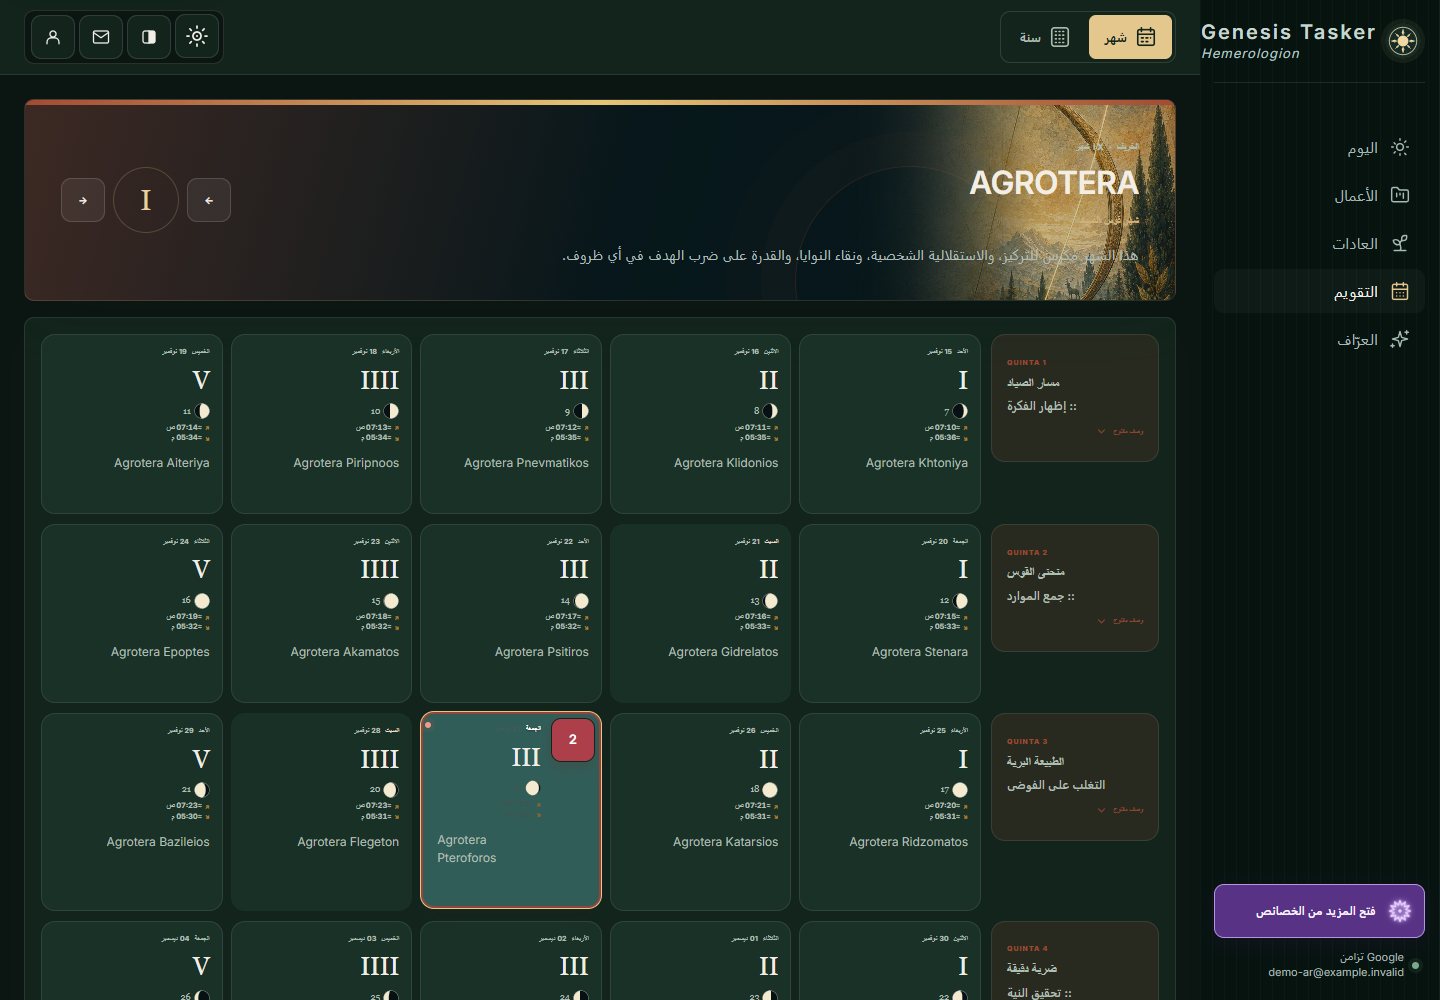 Genesis Tasker
Hemerologion
شهر
سنة
اليوم
الأعمال
العادات
التقويم
العرّاف
فتح المزيد من الخصائص
Google تزامن
demo-ar@example.invalid
AGROTERA
هذا الشهر مكرس للتركيز، والاستقلالية الشخصية، ونقاء النوايا، والقدرة على ضرب الهدف في أي ظروف.
I
QUINTA 1
مسار الصياد
:: إظهار الفكرة
وصف مفتوح
الأحد 15 نوفمبر
I
7
≈07:10 ص
≈05:36 م
Agrotera Khtoniya
الاثنين 16 نوفمبر
II
8
≈07:11 ص
≈05:35 م
Agrotera Klidonios
الثلاثاء 17 نوفمبر
III
9
≈07:12 ص
≈05:35 م
Agrotera Pnevmatikos
الأربعاء 18 نوفمبر
IIII
10
≈07:13 ص
≈05:34 م
Agrotera Piripnoos
الخميس 19 نوفمبر
V
11
≈07:14 ص
≈05:34 م
Agrotera Aiteriya
QUINTA 2
منحنى القوس
:: جمع الموارد
وصف مفتوح
الجمعة 20 نوفمبر
I
12
≈07:15 ص
≈05:33 م
Agrotera Stenara
السبت 21 نوفمبر
II
13
≈07:16 ص
≈05:33 م
Agrotera Gidrelatos
الأحد 22 نوفمبر
III
14
≈07:17 ص
≈05:32 م
Agrotera Psitiros
الاثنين 23 نوفمبر
IIII
15
≈07:18 ص
≈05:32 م
Agrotera Akamatos
الثلاثاء 24 نوفمبر
V
16
≈07:19 ص
≈05:32 م
Agrotera Epoptes
QUINTA 3
الطبيعة البرية
التغلب على الفوضى
وصف مفتوح
الأربعاء 25 نوفمبر
I
17
≈07:20 ص
≈05:31 م
Agrotera Ridzomatos
الخميس 26 نوفمبر
II
18
≈07:21 ص
≈05:31 م
Agrotera Katarsios
2
الجمعة
III
Agrotera
Pteroforos
السبت 28 نوفمبر
IIII
20
≈07:23 ص
≈05:31 م
Agrotera Flegeton
الأحد 29 نوفمبر
V
21
≈07:23 ص
≈05:30 م
Agrotera Bazileios
QUINTA 4
ضربة دقيقة
:: تحقيق النية
الاثنين 30 نوفمبر
I
22
الثلاثاء 01 ديسمبر
II
23
الأربعاء 02 ديسمبر
III
24
الخميس 03 ديسمبر
IIII
25
الجمعة 04 ديسمبر
V
26